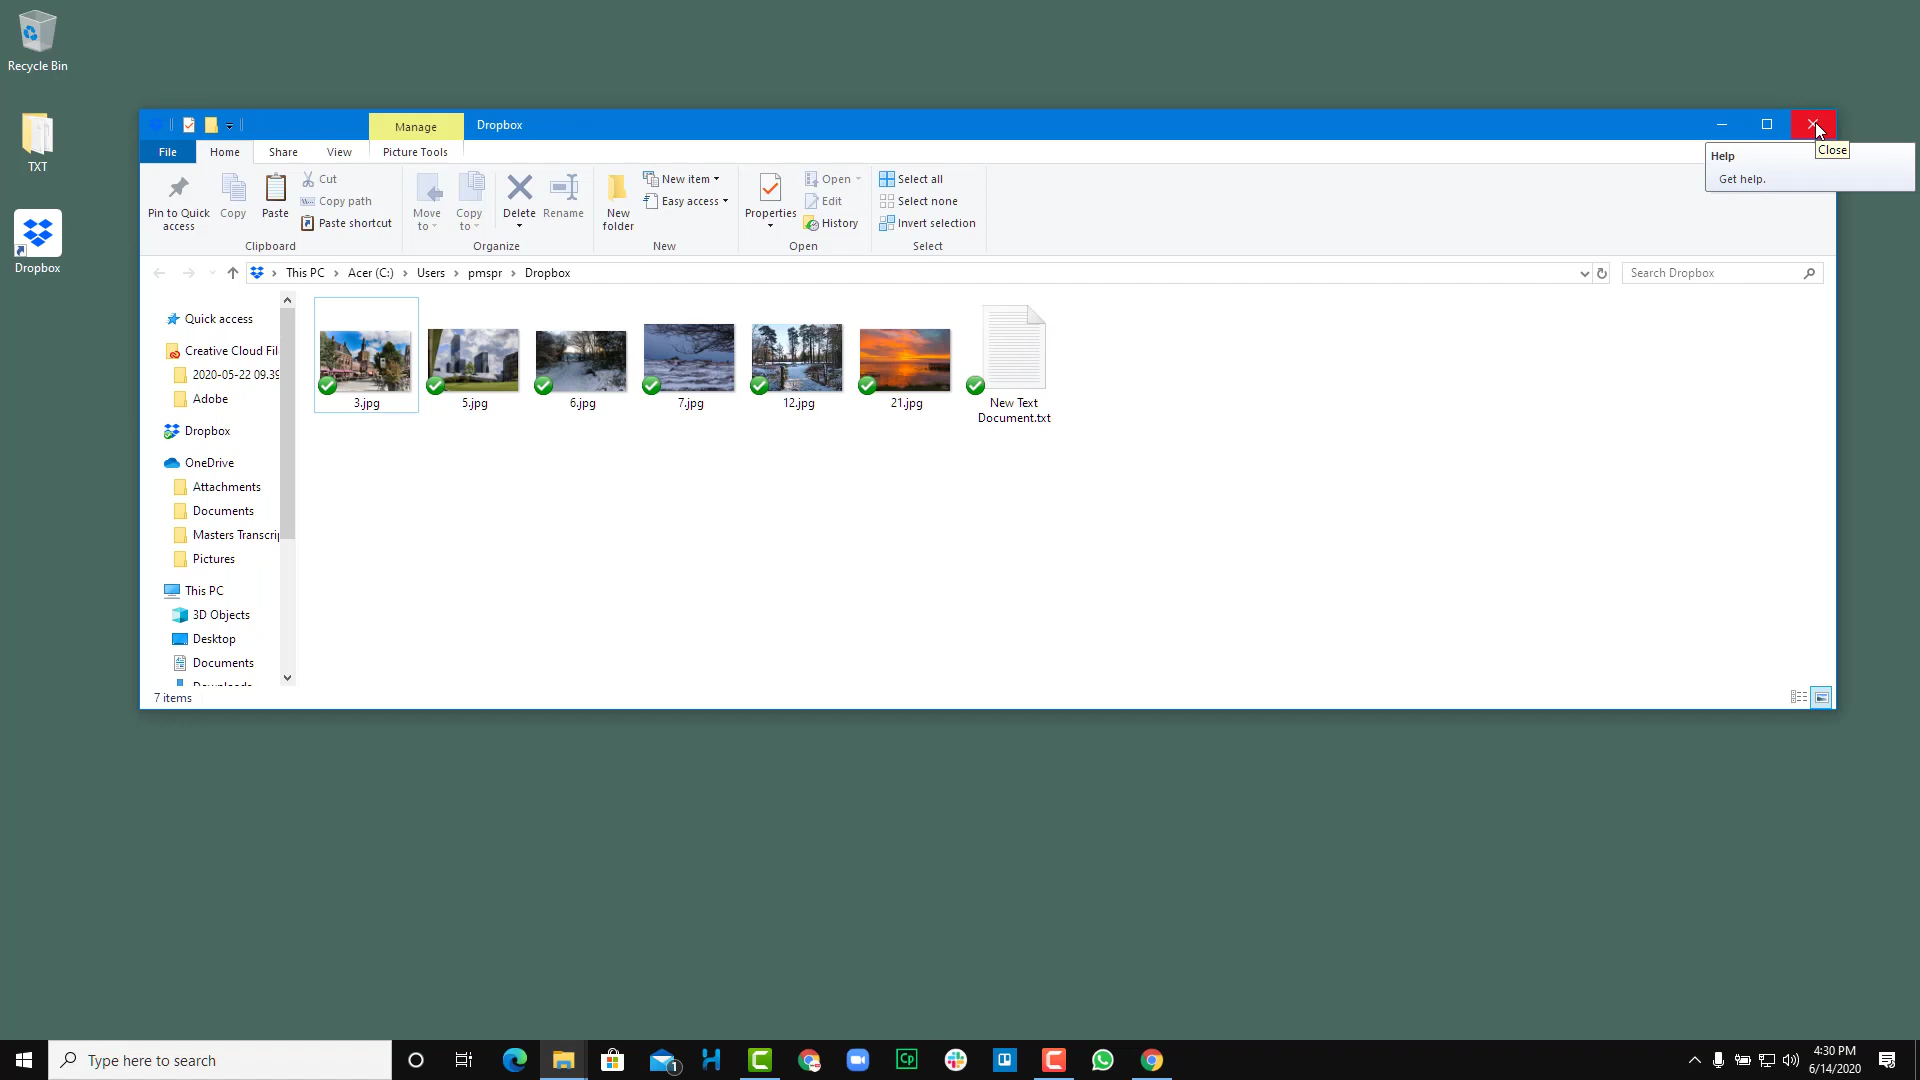 Recycle Bin
TXT
Dropbox
Manage
Dropbox
File
Home
Share
View
Picture Tools
Close
Help
Get help.
Pin to Quick
access
Copy
Paste
Cut
Copy path
Paste shortcut
Clipboard
Move
to
Copy
to
Delete
Rename
Organize
New
folder
New item
Easy access
New
Properties
Open
Edit
History
Open
Select all
Select none
Invert selection
Select
This PC
Acer (C:)
Users
pmspr
Dropbox
Search Dropbox
Quick access
Creative Cloud Fil
2020-05-22 09.39
Adobe
Dropbox
OneDrive
Attachments
Documents
Masters Transcrip
Pictures
This PC
3D Objects
Desktop
Documents
3.jpg
5.jpg
6.jpg
7.jpg
12.jpg
21.jpg
New Text
Document.txt
7 items
Type here to search
1
Cp
4:30 PM
6/14/2020